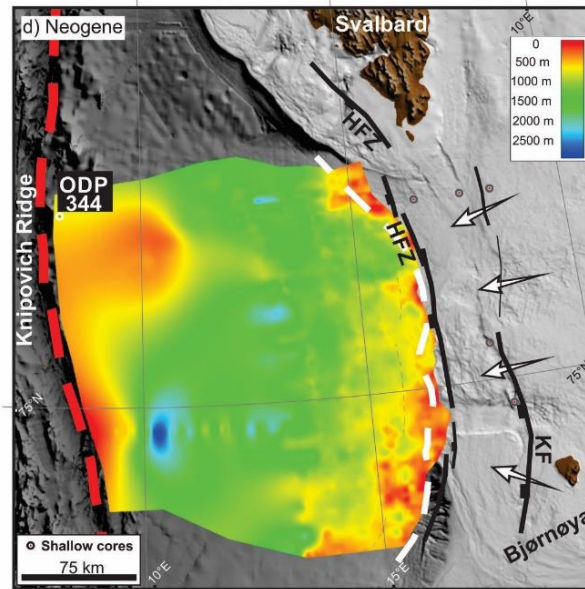 d) Neogene
Svalbard
10°E
0
500 m
1000 m
1500 m
2000 m
2500 m
HFZ
ODP
344
Knipovich Ridge
HFZ
75°N
75°N
KF
Bjørnøya
Shallow cores
75 km
10°E
15°E